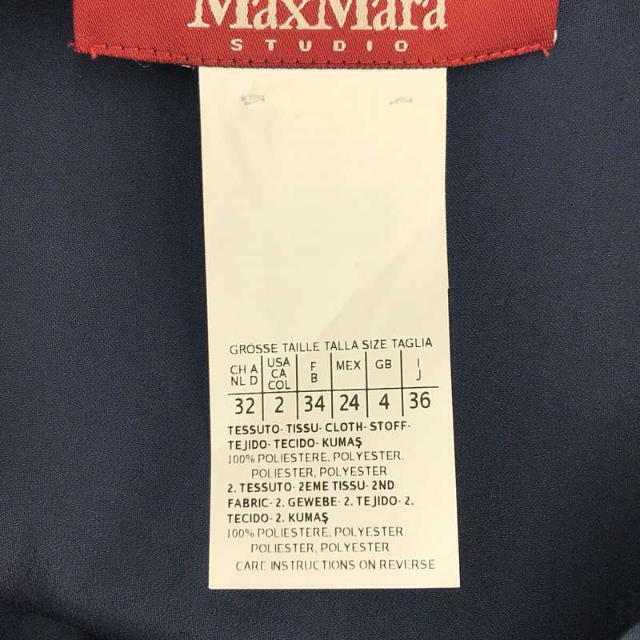 MaxMara
STUDIO
GRÖSSE TAILLE TALLA SIZE TAGLIA
CH A NL D USA CA COL F B MEX GB I J
32 2 34 24 4 36
TESSUTO- TISSU- CLOTH- STOFF-
TEJIDO- TECIDO- KUMAŞ
100% POLIESTERE, POLYESTER,
POLIESTER, POLYESTER
2. TESSUTO- 2EME TISSU- 2ND
FABRIC- 2. GEWEBE- 2. TEJIDO- 2.
TECIDO- 2. KUMAŞ
100% POLIESTERE, POLYESTER,
POLIESTER, POLYESTER
CARE INSTRUCTIONS ON REVERSE